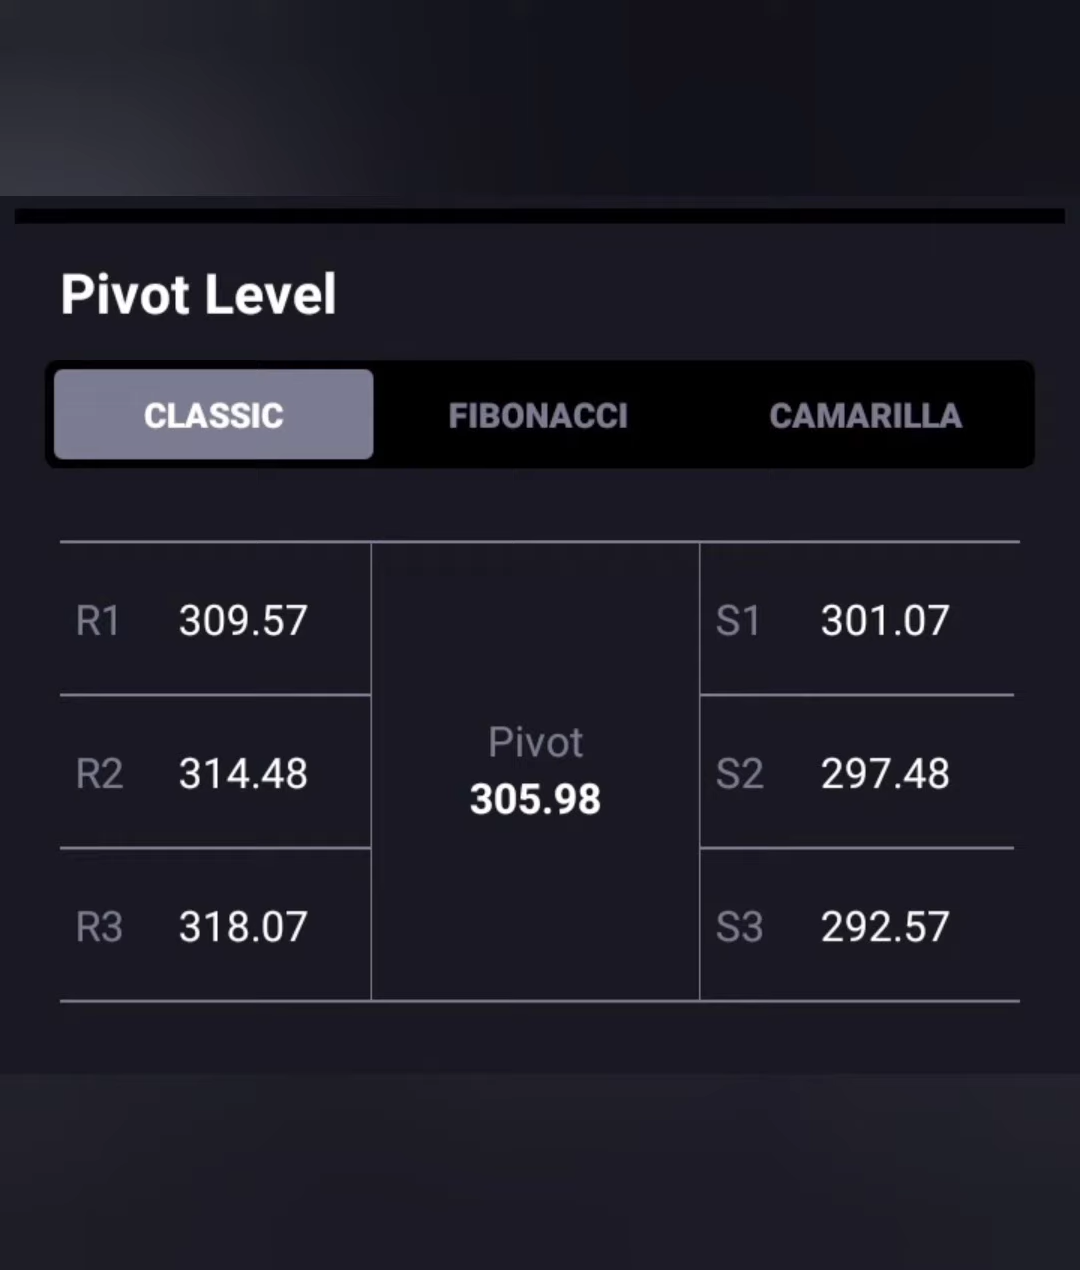 Pivot Level
CLASSIC FIBONACCI CAMARILLA
R1 309.57
R2 314.48
R3 318.07
Pivot
305.98
S1 301.07
S2 297.48
S3 292.57